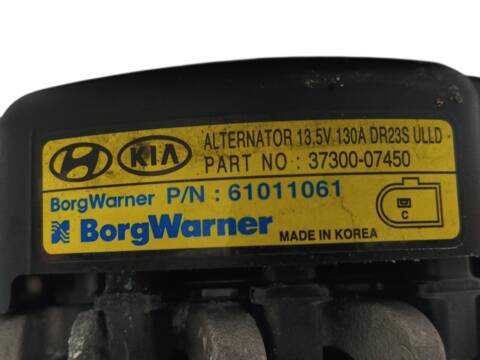 KIA ALTERNATOR 13.5V 130A DR23S ULLD
PART NO : 37300-07450
BorgWarner P/N : 61011061
C
BorgWarner
MADE IN KOREA